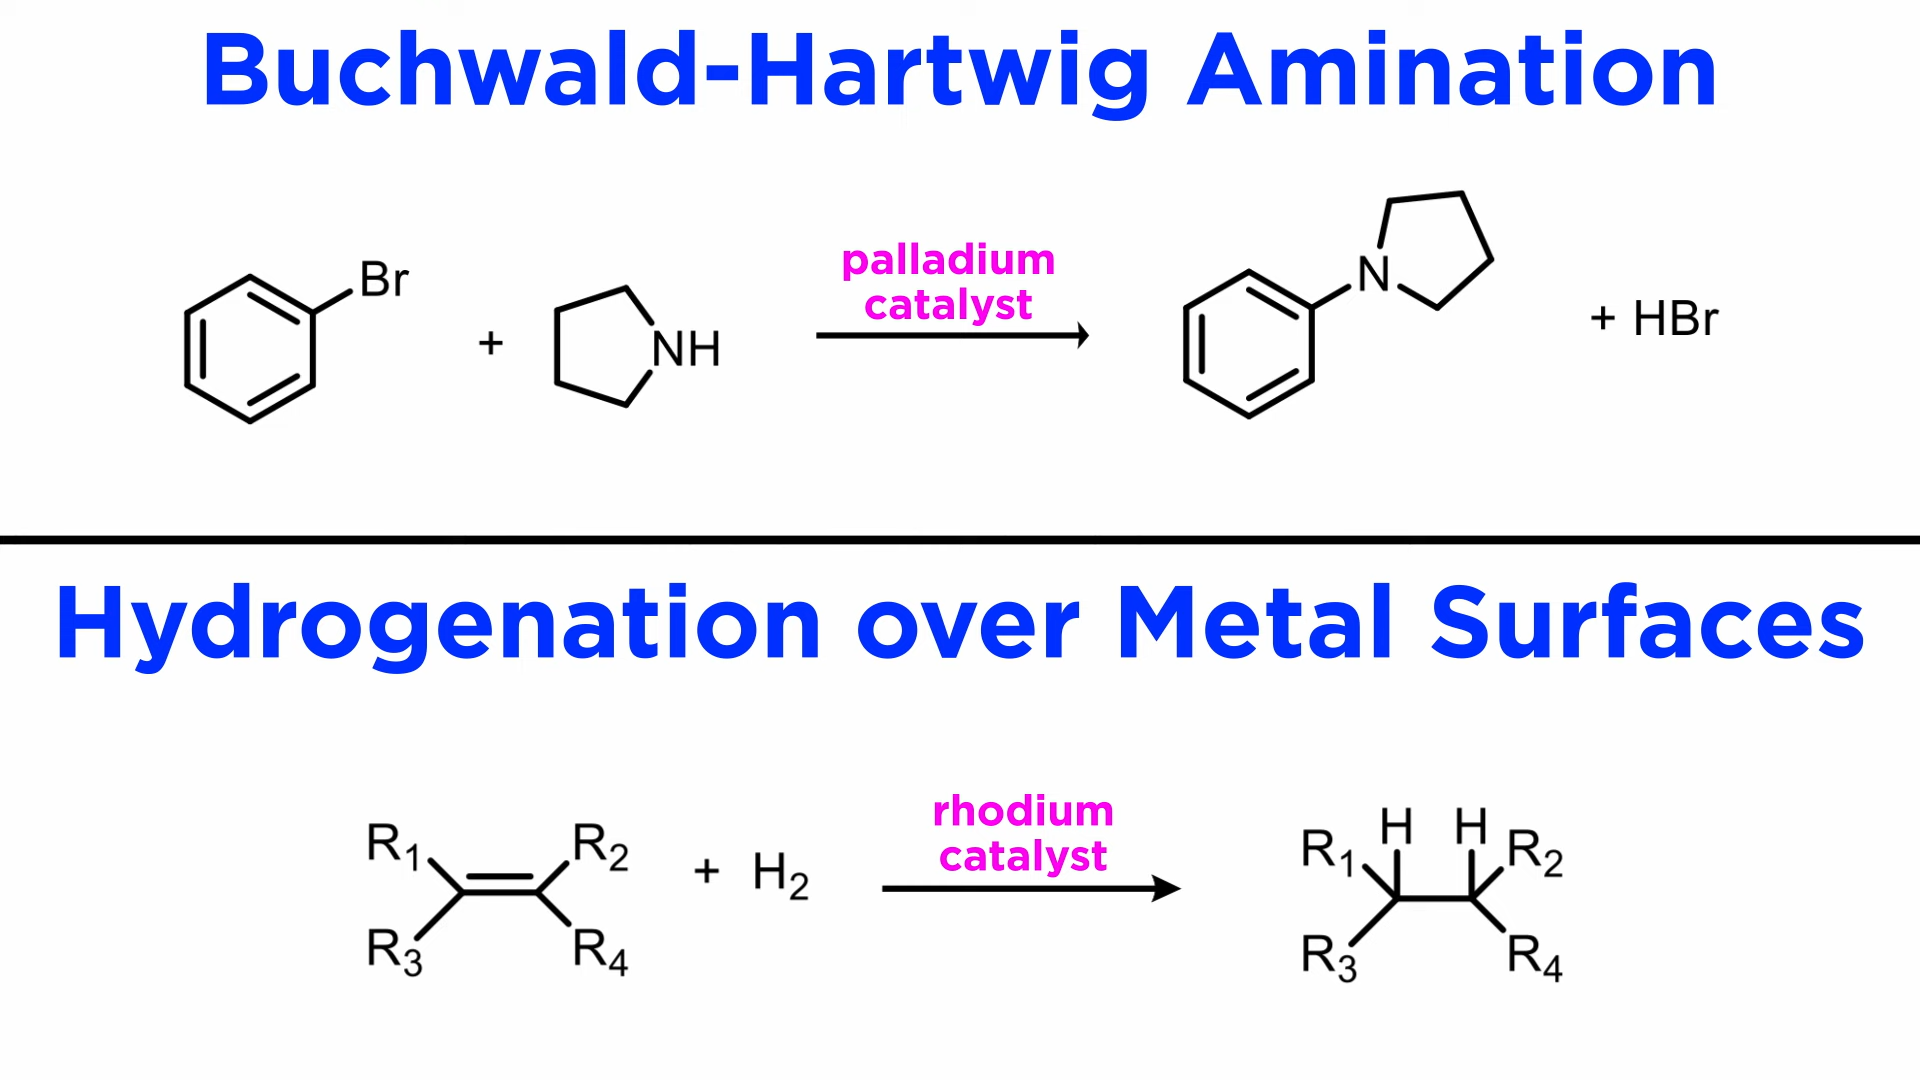 Buchwald-Hartwig Amination
palladium
catalyst
Br
+
NH
N
+ HBr
Hydrogenation over Metal Surfaces
rhodium
catalyst
R₁ R₂
+ H₂
R₃ R₄
H H
R₁ R₂
R₃ R₄